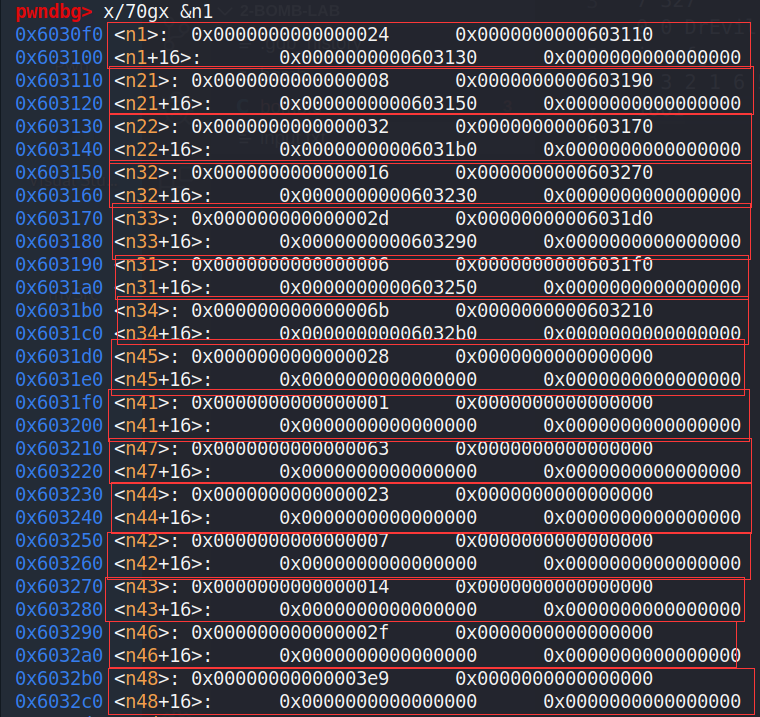 pwndbg> x/70gx &n1
0x6030f0 <n1>: 0x0000000000000024 0x0000000000603110
0x603100 <n1+16>: 0x0000000000603130 0x0000000000000000
0x603110 <n21>: 0x0000000000000008 0x0000000000603190
0x603120 <n21+16>: 0x0000000000603150 0x0000000000000000
0x603130 <n22>: 0x0000000000000032 0x0000000000603170
0x603140 <n22+16>: 0x00000000006031b0 0x0000000000000000
0x603150 <n32>: 0x0000000000000016 0x0000000000603270
0x603160 <n32+16>: 0x0000000000603230 0x0000000000000000
0x603170 <n33>: 0x000000000000002d 0x00000000006031d0
0x603180 <n33+16>: 0x0000000000603290 0x0000000000000000
0x603190 <n31>: 0x0000000000000006 0x00000000006031f0
0x6031a0 <n31+16>: 0x0000000000603250 0x0000000000000000
0x6031b0 <n34>: 0x000000000000006b 0x0000000000603210
0x6031c0 <n34+16>: 0x00000000006032b0 0x0000000000000000
0x6031d0 <n45>: 0x0000000000000028 0x0000000000000000
0x6031e0 <n45+16>: 0x0000000000000000 0x0000000000000000
0x6031f0 <n41>: 0x0000000000000001 0x0000000000000000
0x603200 <n41+16>: 0x0000000000000000 0x0000000000000000
0x603210 <n47>: 0x0000000000000063 0x0000000000000000
0x603220 <n47+16>: 0x0000000000000000 0x0000000000000000
0x603230 <n44>: 0x0000000000000023 0x0000000000000000
0x603240 <n44+16>: 0x0000000000000000 0x0000000000000000
0x603250 <n42>: 0x0000000000000007 0x0000000000000000
0x603260 <n42+16>: 0x0000000000000000 0x0000000000000000
0x603270 <n43>: 0x0000000000000014 0x0000000000000000
0x603280 <n43+16>: 0x0000000000000000 0x0000000000000000
0x603290 <n46>: 0x000000000000002f 0x0000000000000000
0x6032a0 <n46+16>: 0x0000000000000000 0x0000000000000000
0x6032b0 <n48>: 0x00000000000003e9 0x0000000000000000
0x6032c0 <n48+16>: 0x0000000000000000 0x0000000000000000